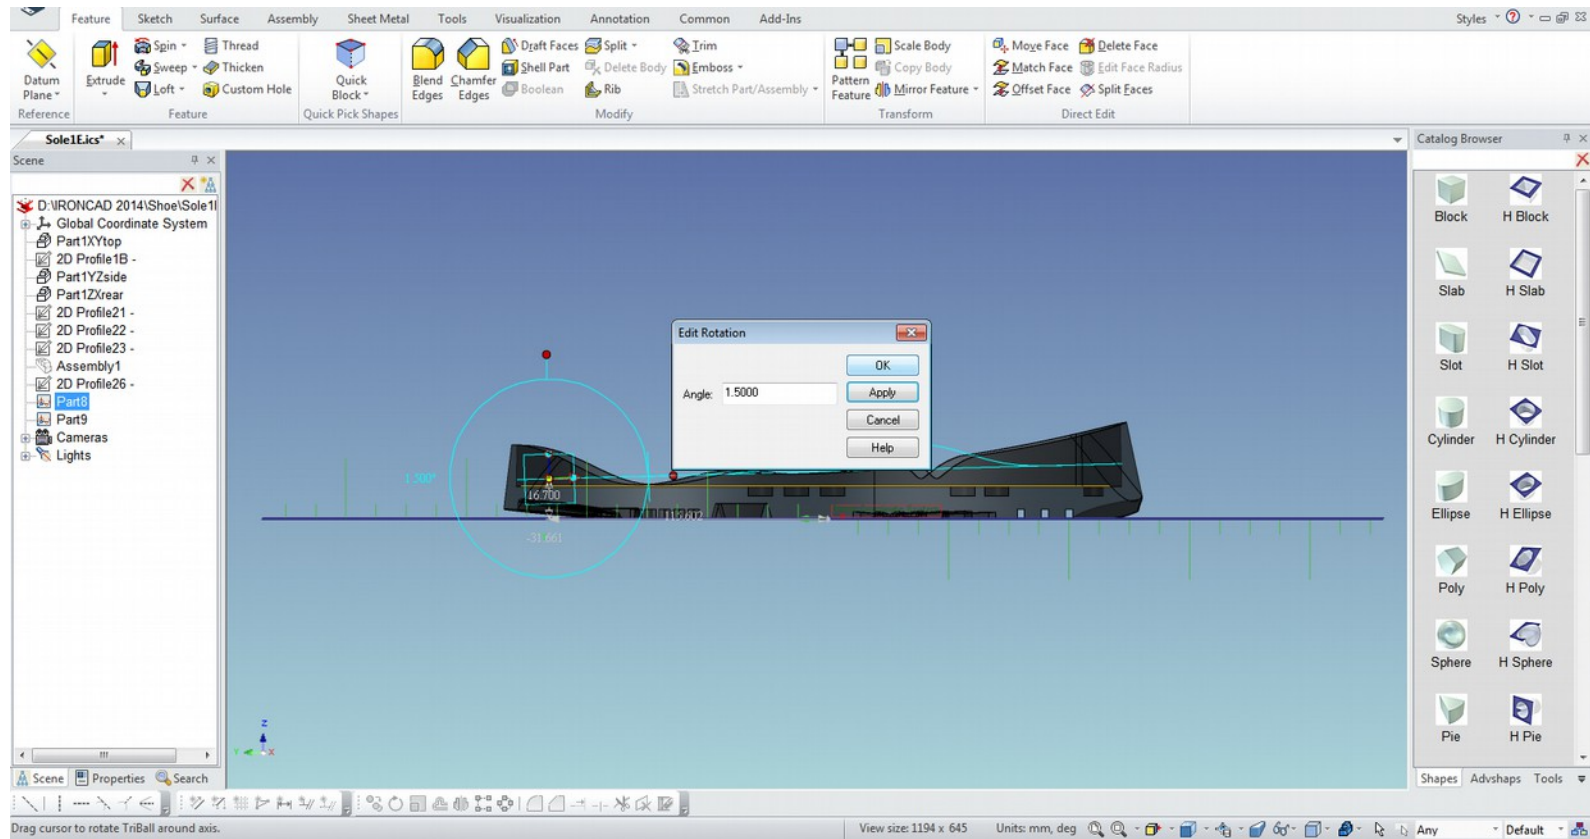 Feature Sketch Surface Assembly Sheet Metal Tools Visualization Annotation Common Add-Ins Styles
Spin Thread Draft Faces Split Trim Scale Body Move Face Delete Face
Sweep Thicken Shell Part Delete Body Emboss Copy Body Match Face Edit Face Radius
Loft Custom Hole Boolean Rib Stretch Part/Assembly Mirror Feature Offset Face Split Faces
Datum Plane
Extrude
Quick Block
Blend Edges
Chamfer Edges
Pattern Feature
Reference Feature Quick Pick Shapes Modify Transform Direct Edit
Sole1E.ics*
Scene
D:\IRONCAD 2014\Shoe\Sole1
Global Coordinate System
Part1XYtop
2D Profile1B -
Part1YZside
Part1ZXrear
2D Profile21 -
2D Profile22 -
2D Profile23 -
Assembly1
2D Profile26 -
Part8
Part9
Cameras
Lights
Scene Properties Search
Edit Rotation
Angle: 1.5000
OK
Apply
Cancel
Help
1.500°
16.700
-31.661
Z
Y X
Catalog Browser
Block H Block
Slab H Slab
Slot H Slot
Cylinder H Cylinder
Ellipse H Ellipse
Poly H Poly
Sphere H Sphere
Pie H Pie
Shapes Advshaps Tools
Drag cursor to rotate TriBall around axis. View size: 1194 x 645 Units: mm, deg Any Default